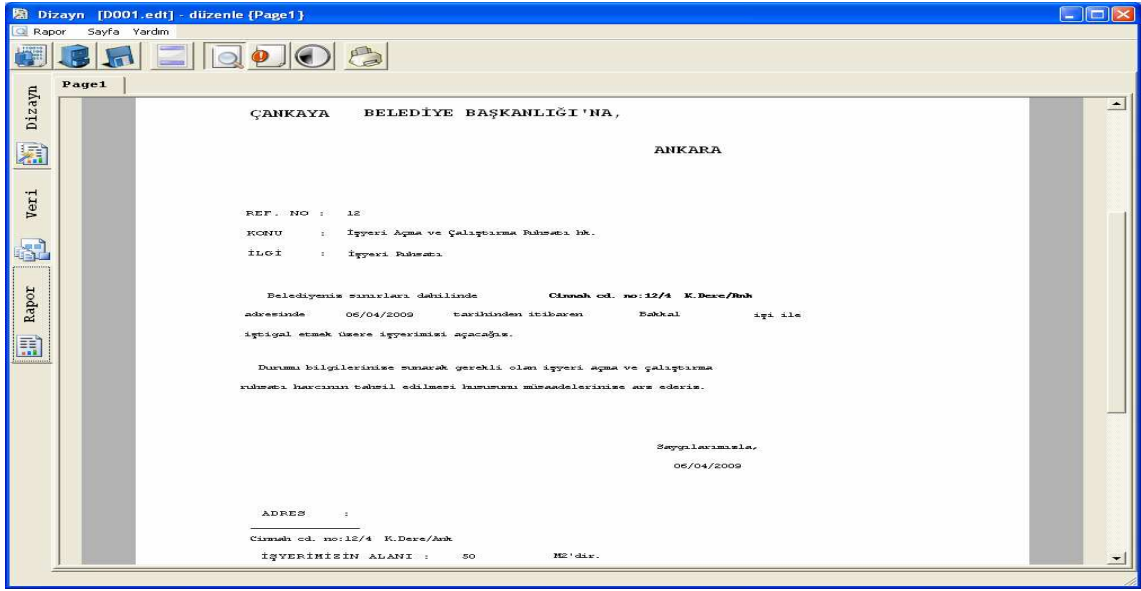 Dizayn [D001.edt] - düzenle {Page1}
Rapor Sayfa Yardım
Page1
Dizayn
Veri
Rapor
ÇANKAYA BELEDİYE BAŞKANLIĞI'NA,
ANKARA
REF. NO : 12
KONU : İşyeri Açma ve Çalıştırma Ruhsatı hk.
İLGİ : İşyeri Ruhsatı
Belediyeniz sınırları dahilinde Cinnah cd. no:12/4 K.Dere/Ank
adresinde 06/04/2009 tarihinden itibaren Bakkal işi ile
iştigal etmek üzere işyerimizi açacağız.
Durumu bilgilerinize sunarak gerekli olan işyeri açma ve çalıştırma
ruhsatı harcının tahsil edilmesi hususunu müsaadelerinize arz ederiz.
Saygılarımızla,
06/04/2009
ADRES :
Cinnah cd. no:12/4 K.Dere/Ank
İŞYERİMİZİN ALANI : 50 M2'dir.